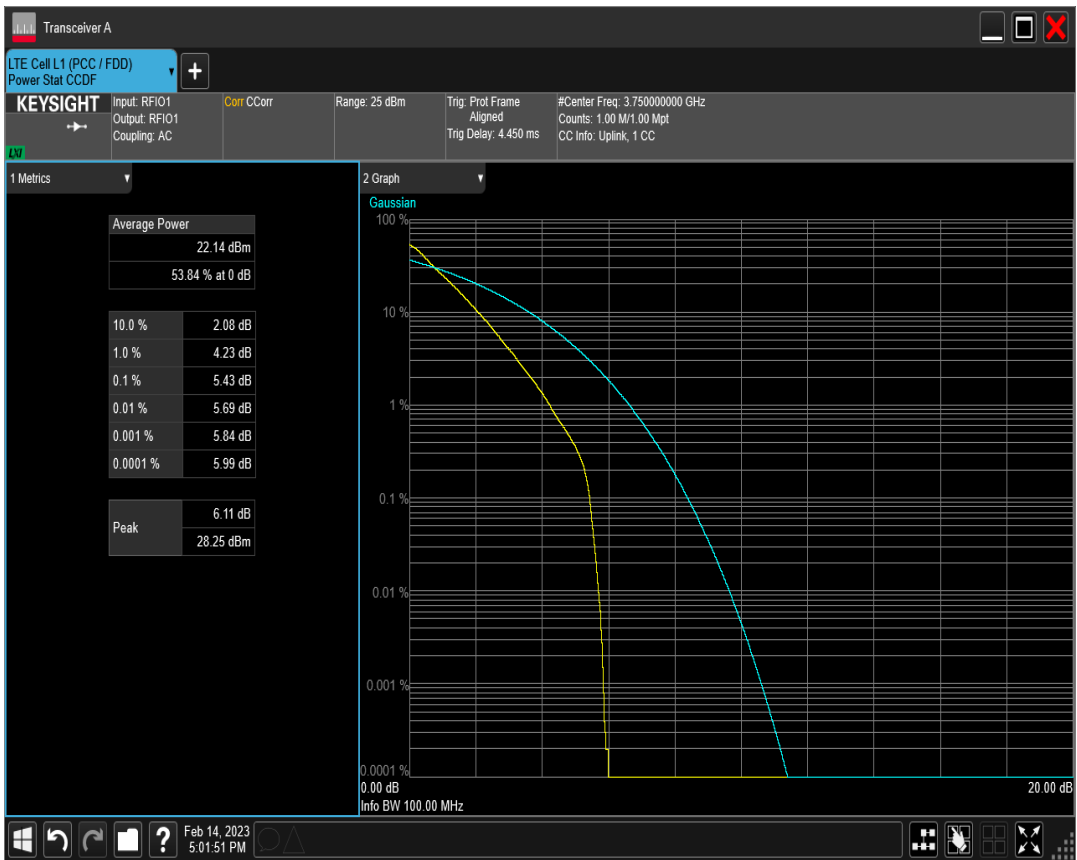 Transceiver A
LTE Cell L1 (PCC / FDD)
Power Stat CCDF
KEYSIGHT
LXI
Input: RFIO1
Output: RFIO1
Coupling: AC
Corr CCorr
Range: 25 dBm
Trig: Prot Frame
Aligned
Trig Delay: 4.450 ms
#Center Freq: 3.750000000 GHz
Counts: 1.00 M/1.00 Mpt
CC Info: Uplink, 1 CC
1 Metrics
Average Power
22.14 dBm
53.84 % at 0 dB
10.0 % 2.08 dB
1.0 % 4.23 dB
0.1 % 5.43 dB
0.01 % 5.69 dB
0.001 % 5.84 dB
0.0001 % 5.99 dB
Peak 6.11 dB
28.25 dBm
2 Graph
Gaussian
100 %
10 %
1 %
0.1 %
0.01 %
0.001 %
0.0001 %
0.00 dB 20.00 dB
Info BW 100.00 MHz
? Feb 14, 2023
5:01:51 PM